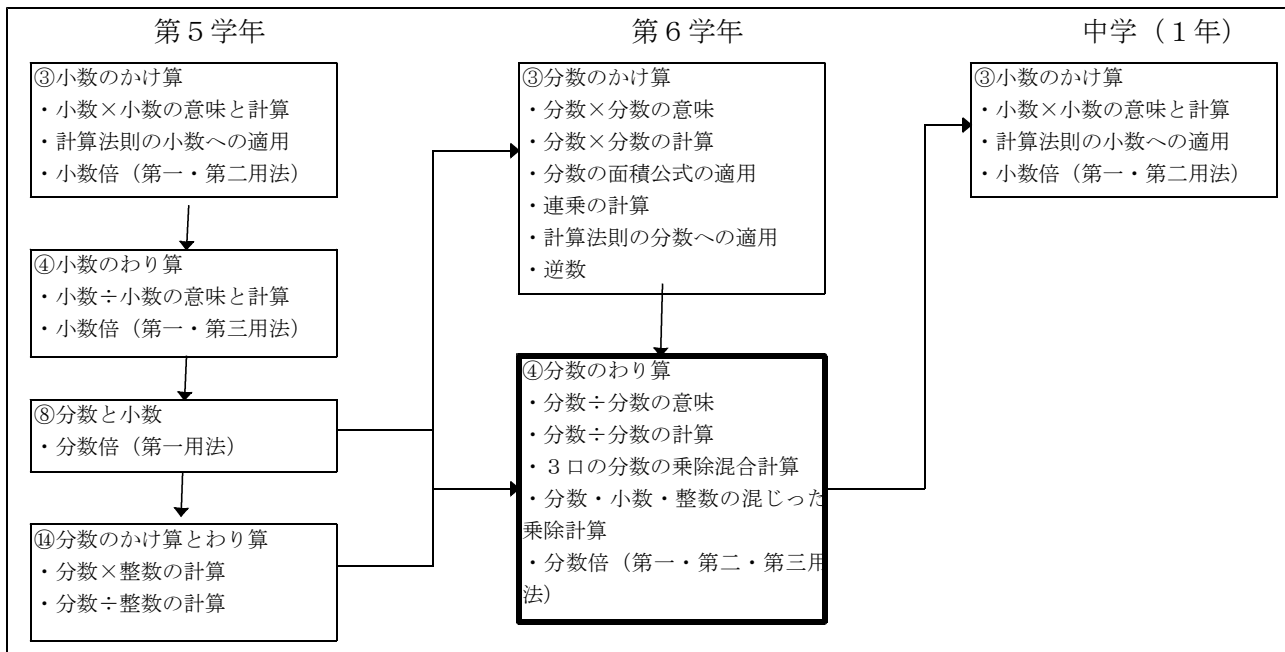 第５学年
③小数のかけ算
・小数×小数の意味と計算
・計算法則の小数への適用
・小数倍（第一・第二用法）
④小数のわり算
・小数÷小数の意味と計算
・小数倍（第一・第三用法）
⑧分数と小数
・分数倍（第一用法）
⑭分数のかけ算とわり算
・分数×整数の計算
・分数÷整数の計算
第６学年
③分数のかけ算
・分数×分数の意味
・分数×分数の計算
・分数の面積公式の適用
・連乗の計算
・計算法則の分数への適用
・逆数
④分数のわり算
・分数÷分数の意味
・分数÷分数の計算
・３口の分数の乗除混合計算
・分数・小数・整数の混じった
乗除計算
・分数倍（第一・第二・第三用
法）
中学（１年）
③小数のかけ算
・小数×小数の意味と計算
・計算法則の小数への適用
・小数倍（第一・第二用法）